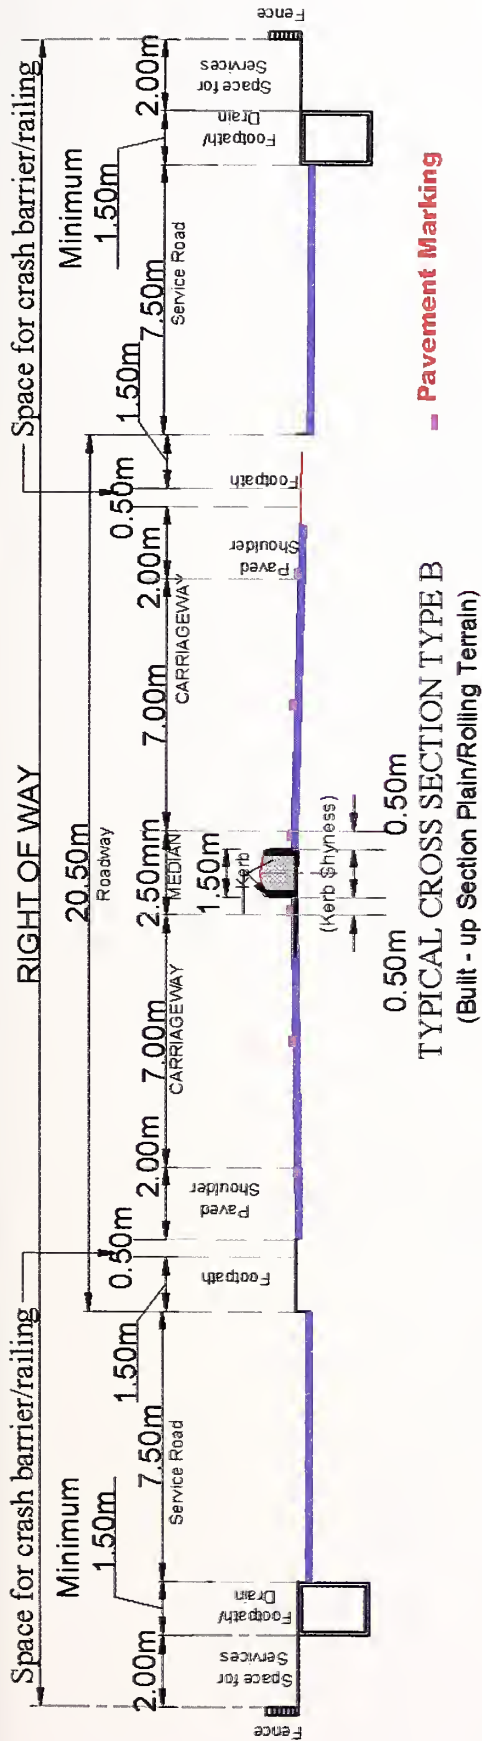 RIGHT OF WAY
Space for crash barrier/railing
Space for crash barrier/railing
20.50m
Roadway
Fence
2.00m
Space for
Services
Minimum
1.50m
Footpath/
Drain
7.50m
Service Road
1.50m
Footpath
0.50m
2.00m
Paved
Shoulder
7.00m
CARRIAGEWAY
2.50m
MEDIAN
1.50m
Kerb
(Kerb Shyness)
0.50m
0.50m
7.00m
CARRIAGEWAY
2.00m
Paved
Shoulder
0.50m
1.50m
Footpath
7.50m
Service Road
Minimum
1.50m
Footpath/
Drain
2.00m
Space for
Services
Fence
TYPICAL CROSS SECTION TYPE B
(Built - up Section Plain/Rolling Terrain)
Pavement Marking